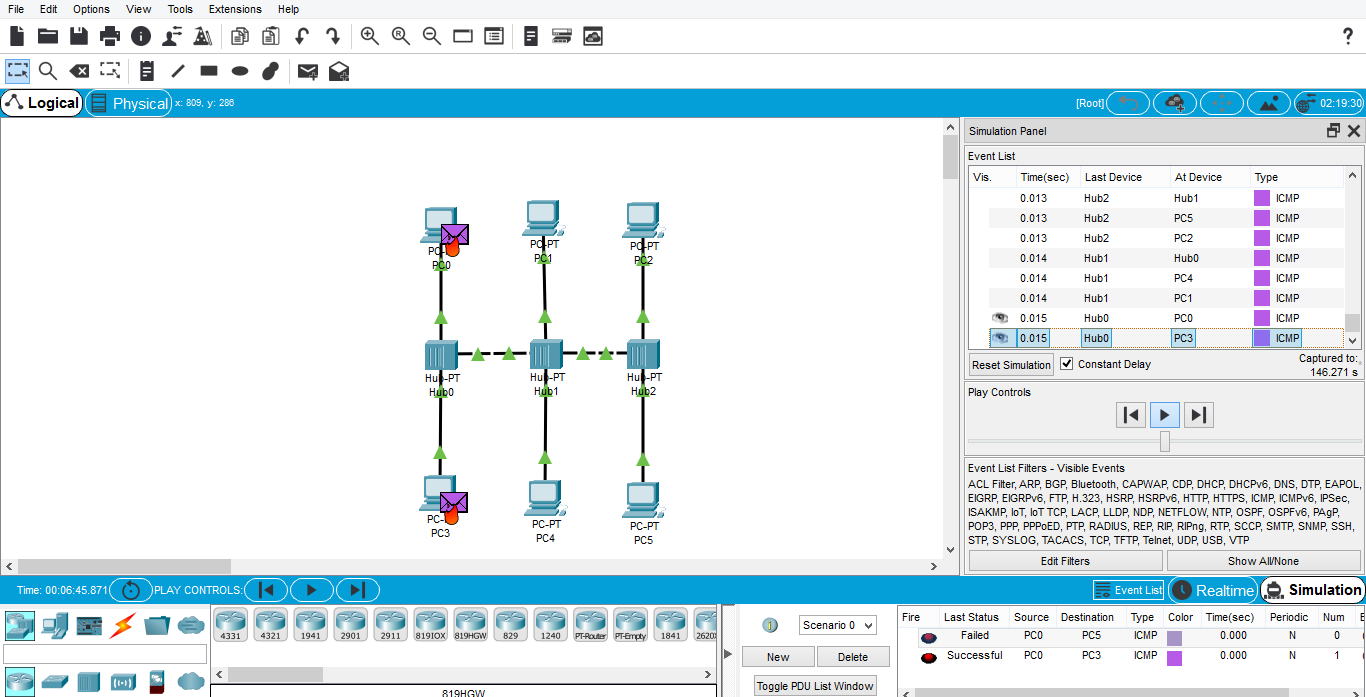 File Edit Options View Tools Extensions Help
Logical Physical x: 809, y: 286 [Root] 02:19:30
Simulation Panel
Event List
Vis. Time(sec) Last Device At Device Type
0.013 Hub2 Hub1 ICMP
0.013 Hub2 PC5 ICMP
0.013 Hub2 PC2 ICMP
0.014 Hub1 Hub0 ICMP
0.014 Hub1 PC4 ICMP
0.014 Hub1 PC1 ICMP
0.015 Hub0 PC0 ICMP
0.015 Hub0 PC3 ICMP
Reset Simulation Constant Delay Captured to:
146.271 s
Play Controls
Event List Filters - Visible Events
ACL Filter, ARP, BGP, Bluetooth, CAPWAP, CDP, DHCP, DHCPv6, DNS, DTP, EAPOL,
EIGRP, EIGRPv6, FTP, H.323, HSRP, HSRPv6, HTTP, HTTPS, ICMP, ICMPv6, IPSec,
ISAKMP, IoT, IoT TCP, LACP, LLDP, NDP, NETFLOW, NTP, OSPF, OSPFv6, PAgP,
POP3, PPP, PPPoED, PTP, RADIUS, REP, RIP, RIPng, RTP, SCCP, SMTP, SNMP, SSH,
STP, SYSLOG, TACACS, TCP, TFTP, Telnet, UDP, USB, VTP
Edit Filters Show All/None
PC-PT PC-PT
PC0 PC1 PC2
Hub-PT Hub-PT Hub-PT
Hub0 Hub1 Hub2
PC-PT PC-PT
PC3 PC4 PC5
Time: 00:06:45.871 PLAY CONTROLS: Event List Realtime Simulation
4331 4321 1941 2901 2911 819IOX 819HGW 829 1240 PT-Router PT-Empty 1841 2620X
819HGW
Scenario 0
New Delete
Toggle PDU List Window
Fire Last Status Source Destination Type Color Time(sec) Periodic Num
Failed PC0 PC5 ICMP 0.000 N 0
Successful PC0 PC3 ICMP 0.000 N 1